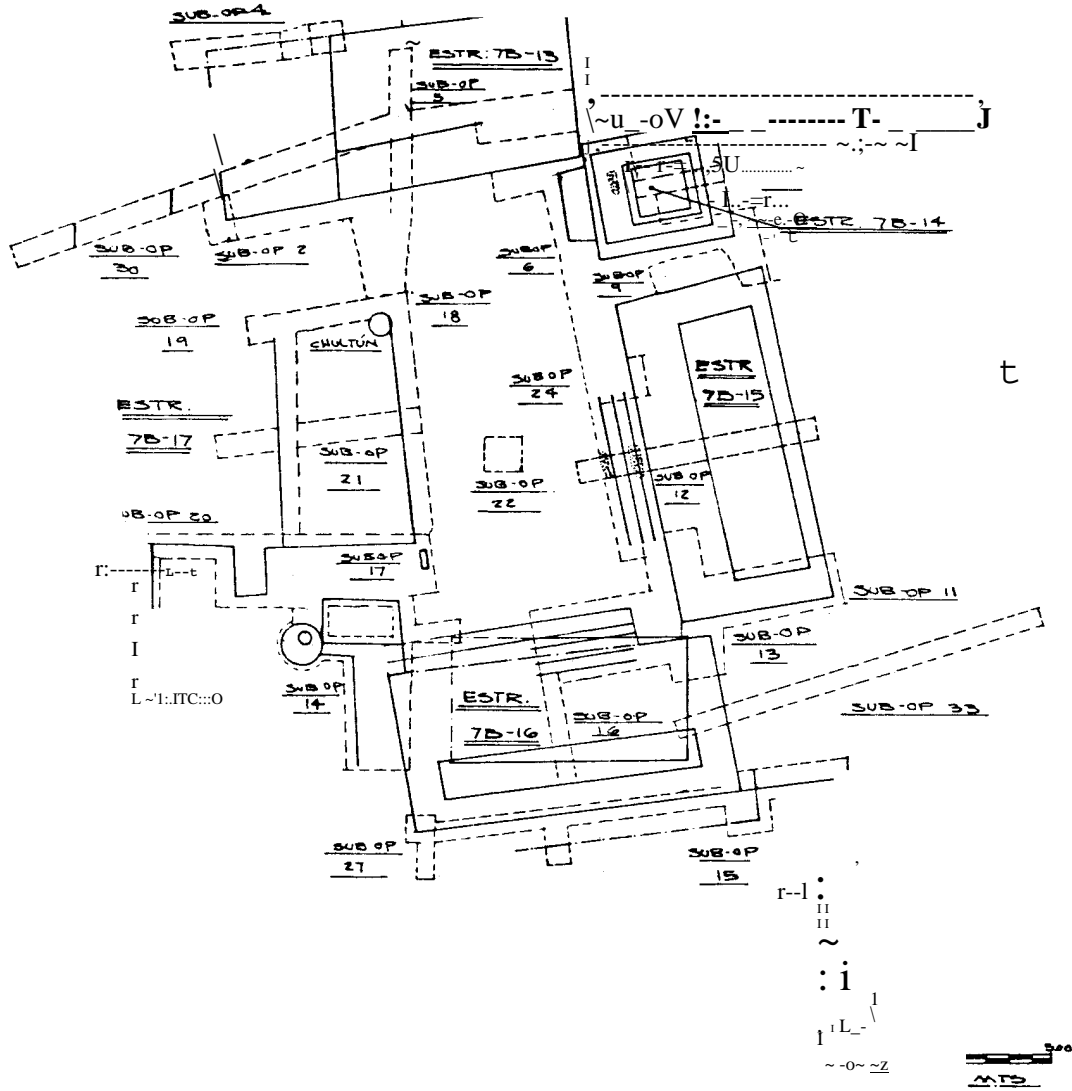 SUB-OP 4
ESTR. 7B-13
SUB-OP
5
ESTR. 7B-14
SUB-OP
30
SUB-OP 2
SUB OP
6
SUB OP
9
SUB-OP
19
SUB-OP
18
CHULTÚN
SUB OP
24
ESTR
7B-15
ESTR.
7B-17
SUB-OP
21
SUB-OP
22
SUB OP
12
UB-OP 20
SUB OP
17
SUB OP 11
SUB-OP
13
SUB OP
14
ESTR.
7B-16
SUB-OP
16
SUB-OP 33
SUB OP
27
SUB-OP
15
MTS